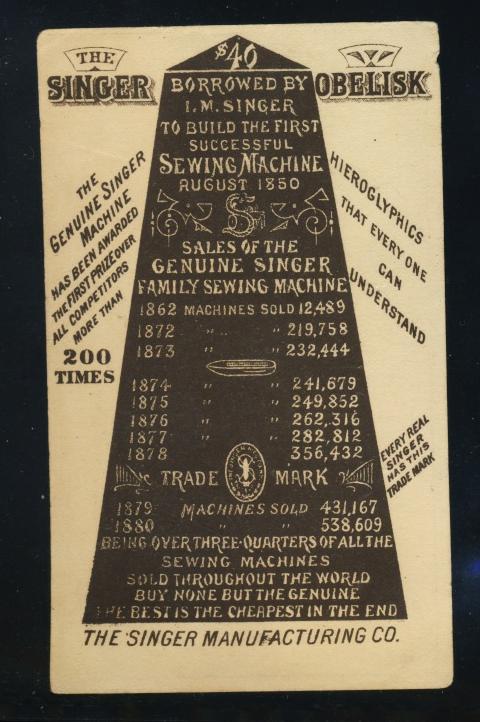 THE
SINGER
OBELISK
$40
BORROWED BY
I.M. SINGER
TO BUILD THE FIRST
SUCCESSFUL
SEWING MACHINE
AUGUST 1850
SALES OF THE
GENUINE SINGER
FAMILY SEWING MACHINE
1862 MACHINES SOLD 12,489
1872 " " 219,758
1873 " " 232,444
1874 " " 241,679
1875 " " 249,852
1876 " " 262,316
1877 " " 282,812
1878 " " 356,432
TRADE MARK
1879 MACHINES SOLD 431,167
1880 " " 538,609
BEING OVER THREE-QUARTERS OF ALL THE
SEWING MACHINES
SOLD THROUGHOUT THE WORLD
BUY NONE BUT THE GENUINE
THE BEST IS THE CHEAPEST IN THE END
THE SINGER MANUFACTURING CO.
THE
GENUINE SINGER
MACHINE
HAS BEEN AWARDED
THE FIRST PRIZE OVER
ALL COMPETITORS
MORE THAN
200
TIMES
HIEROGLYPHICS
THAT EVERY ONE
CAN
UNDERSTAND
EVERY REAL
SINGER
HAS THIS
TRADE MARK